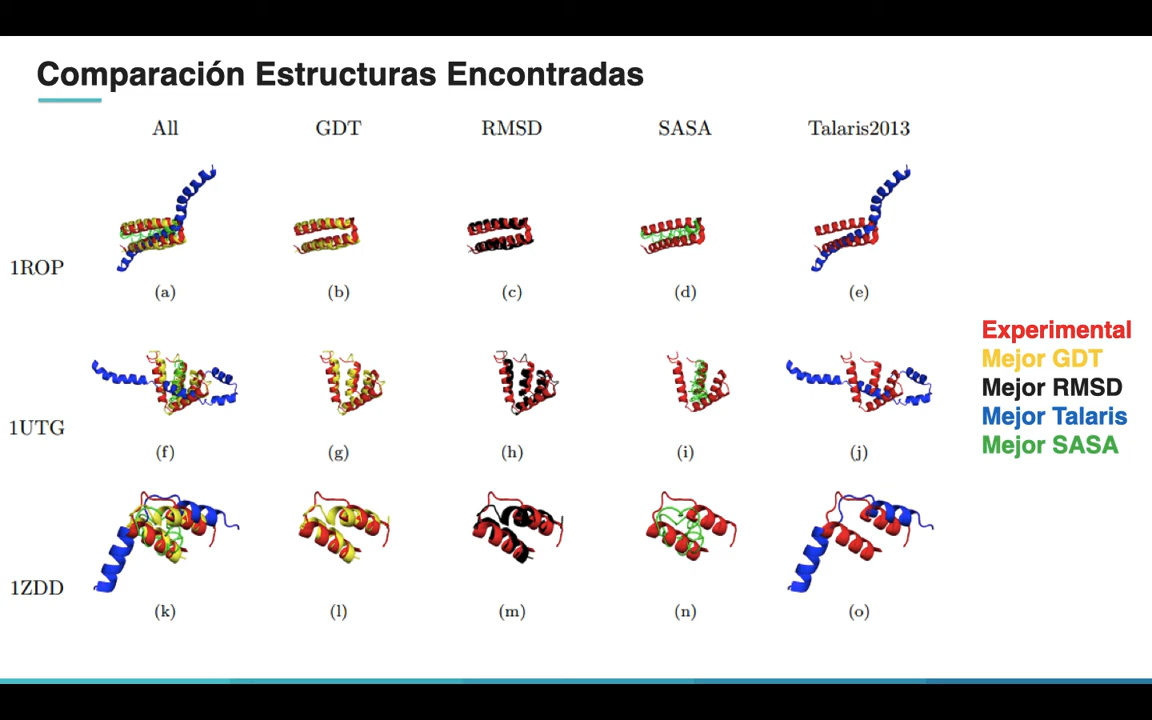 Comparación Estructuras Encontradas
All GDT RMSD SASA Talaris2013
1ROP
(a) (b) (c) (d) (e)
1UTG
(f) (g) (h) (i) (j)
1ZDD
(k) (l) (m) (n) (o)
Experimental
Mejor GDT
Mejor RMSD
Mejor Talaris
Mejor SASA